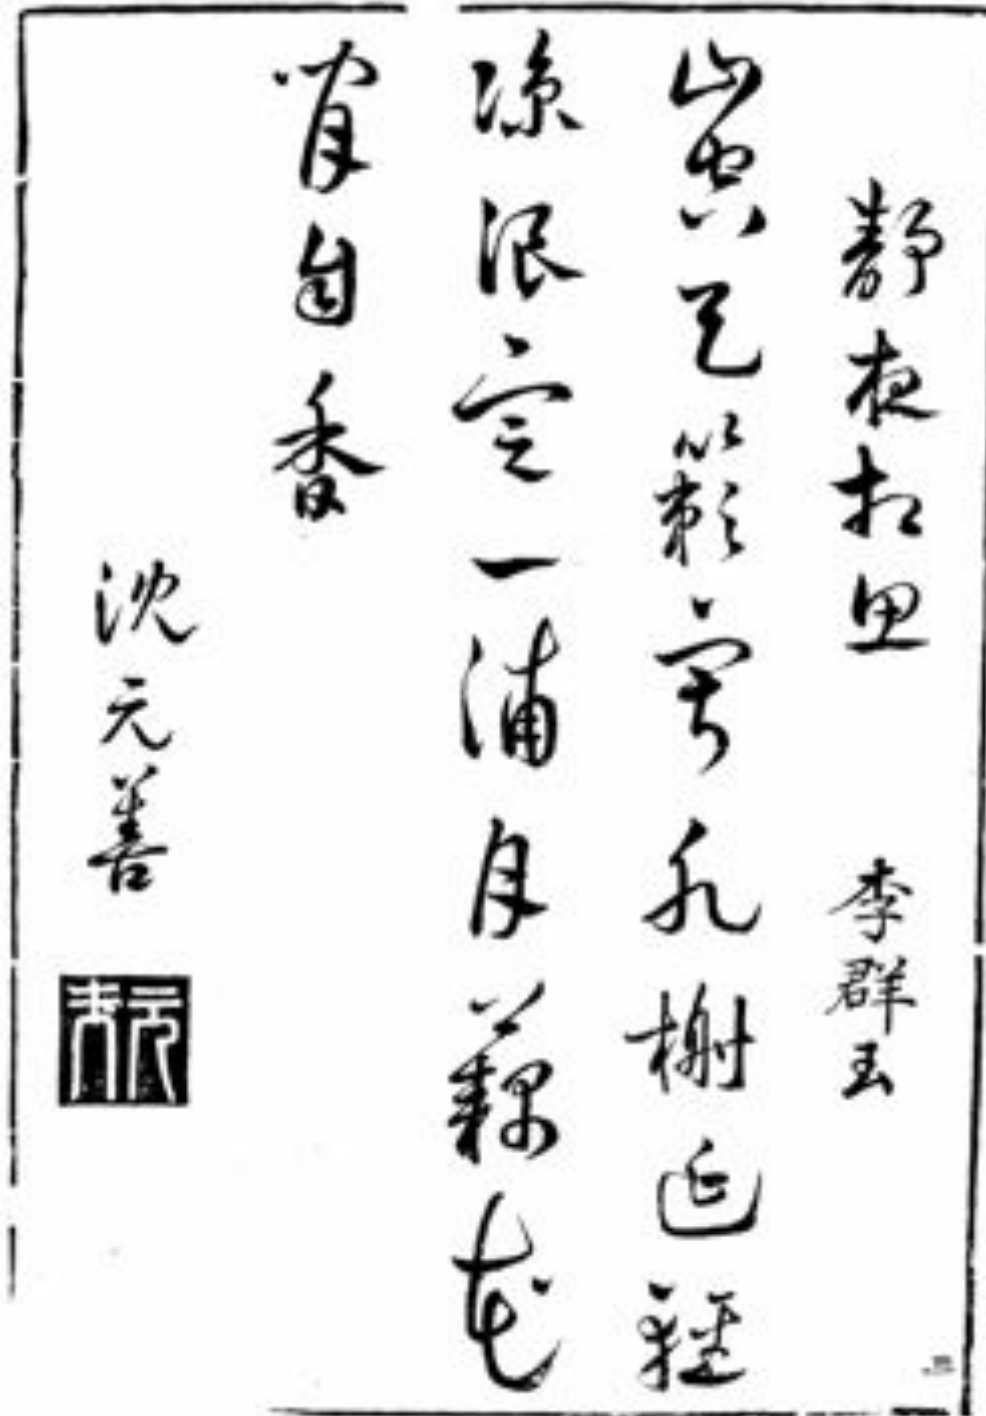 靜夜相思 李群玉
山空天籟寂水榭延輕
涼浪定一浦月藕花
閒自香
沈元善